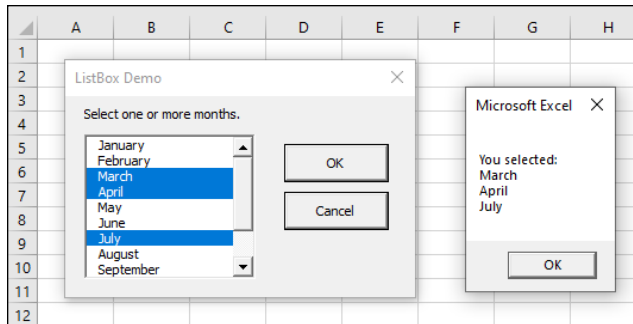 A B C D E F G H
1
2
3
4
5
6
7
8
9
10
11
12
ListBox Demo
Select one or more months.
January
February
March
April
May
June
July
August
September
OK
Cancel
Microsoft Excel
You selected:
March
April
July
OK